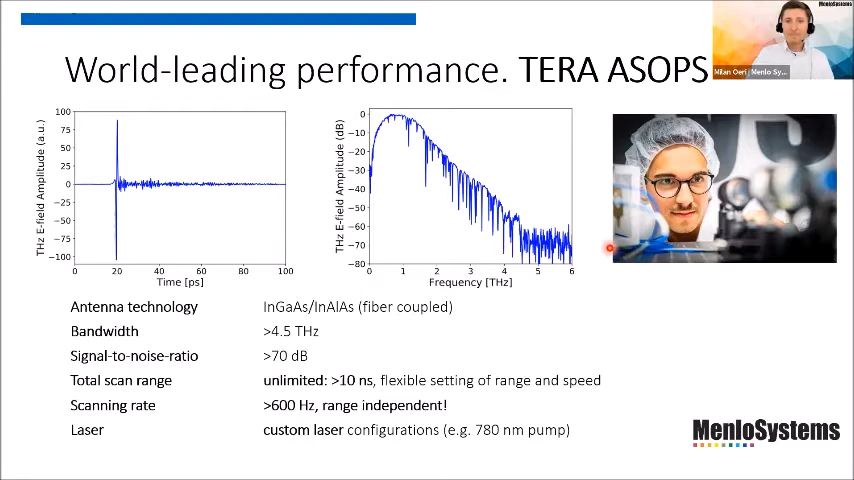 World-leading performance. TERA ASOPS
MenloSystems
Milan Oeri | Menlo Sy...
THz E-field Amplitude (a.u.)
100
75
50
25
0
−25
−50
−75
−100
0 20 40 60 80 100
Time [ps]
THz E-field Amplitude (dB)
0
−10
−20
−30
−40
−50
−60
−70
−80
0 1 2 3 4 5 6
Frequency [THz]
Antenna technology InGaAs/InAlAs (fiber coupled)
Bandwidth >4.5 THz
Signal-to-noise-ratio >70 dB
Total scan range unlimited: >10 ns, flexible setting of range and speed
Scanning rate >600 Hz, range independent!
Laser custom laser configurations (e.g. 780 nm pump)
MenloSystems